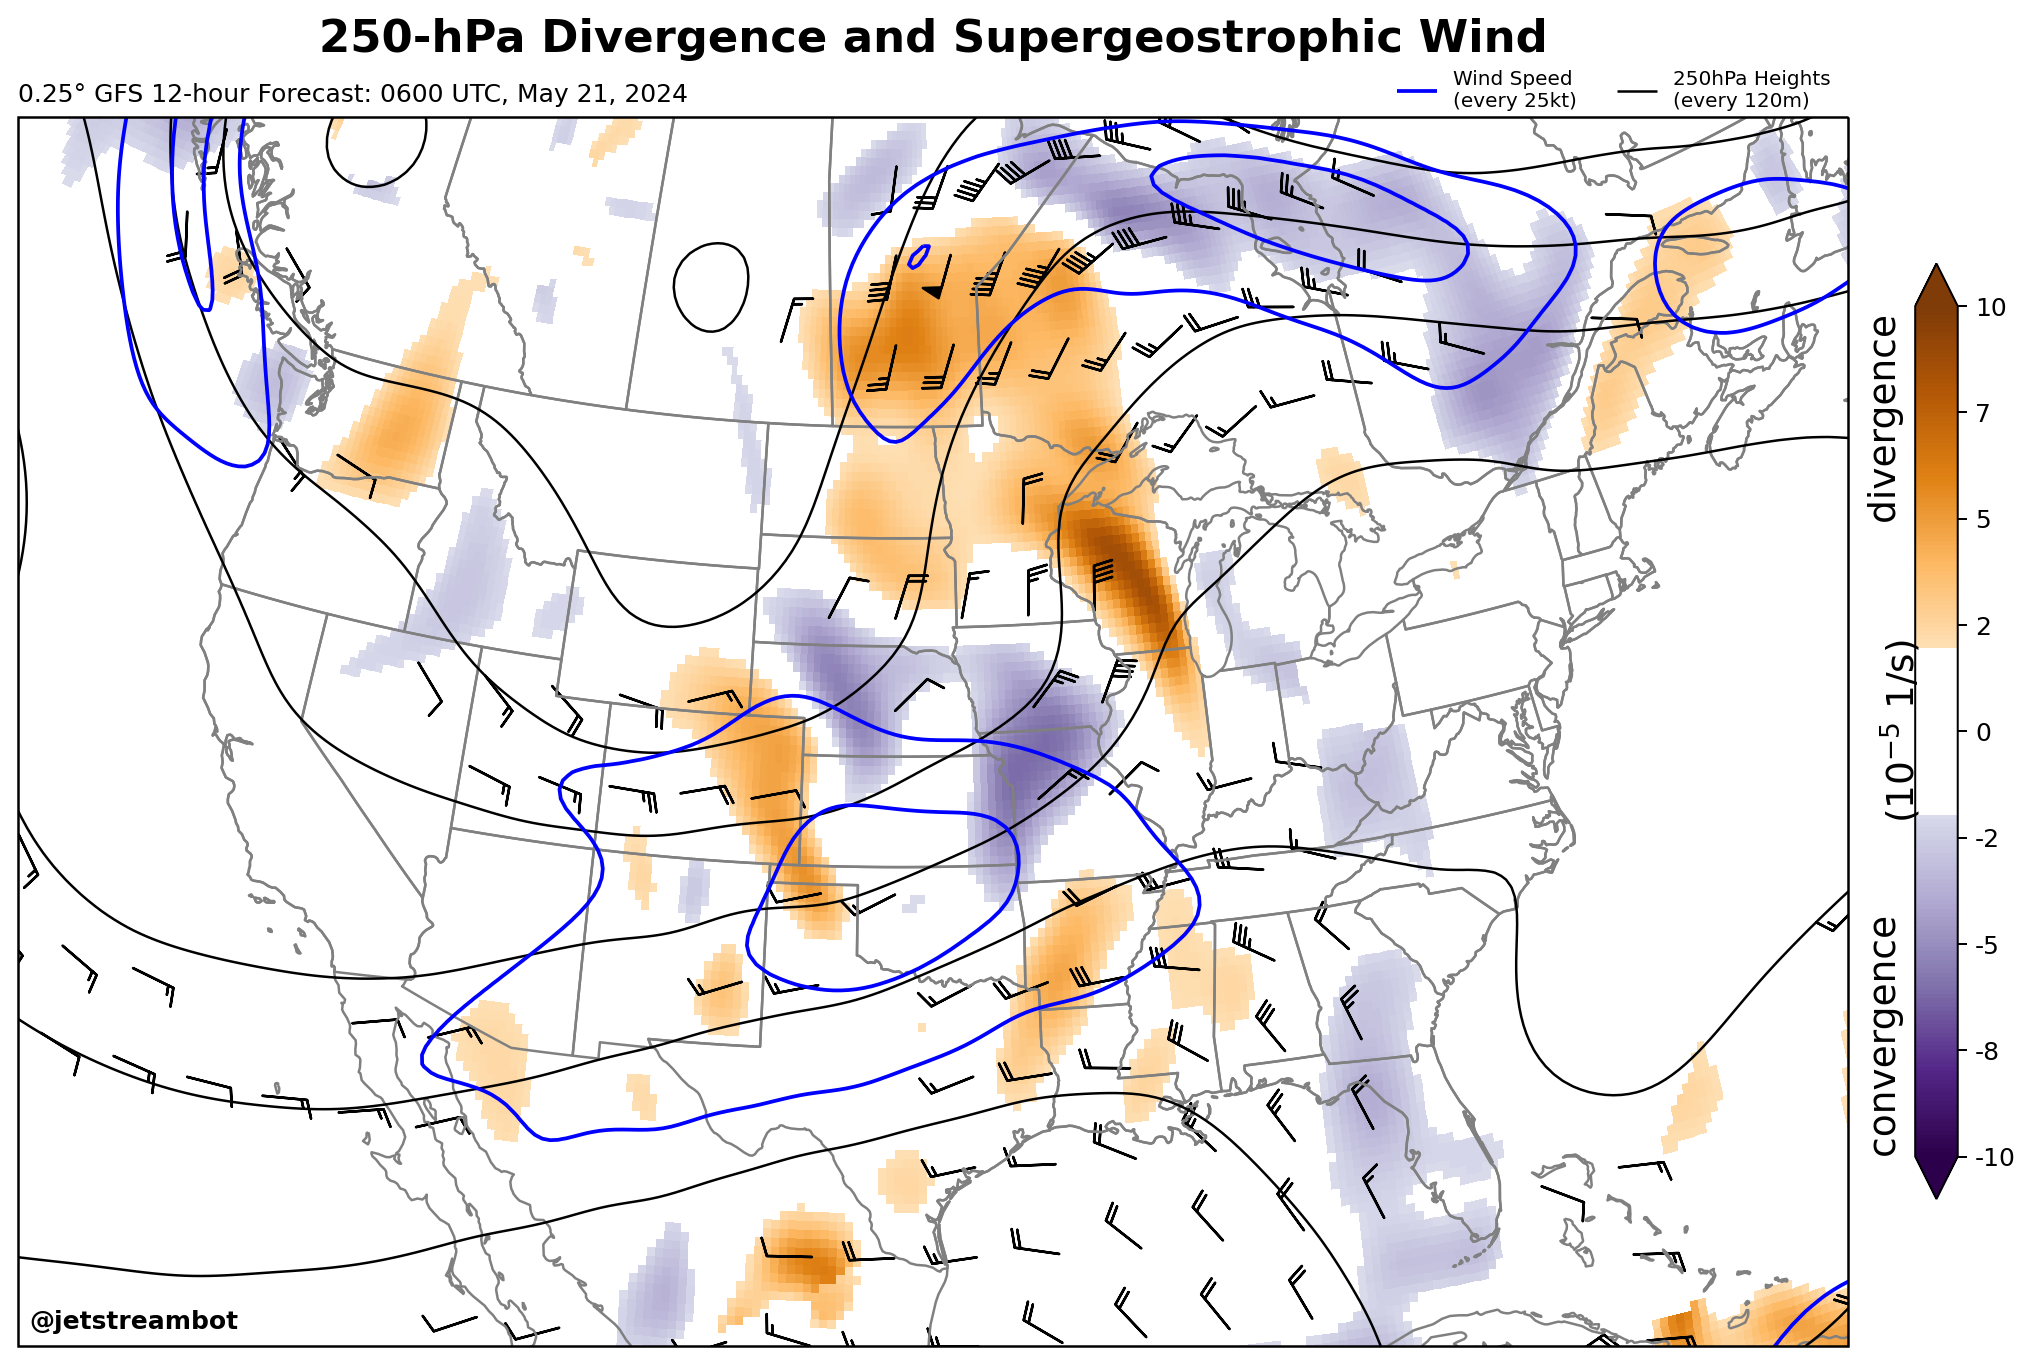 250-hPa Divergence and Supergeostrophic Wind
0.25° GFS 12-hour Forecast: 0600 UTC, May 21, 2024
Wind Speed
(every 25kt)
250hPa Heights
(every 120m)
10
7
5
2
0
-2
-5
-8
-10
convergence (10⁻⁵ 1/s) divergence
@jetstreambot